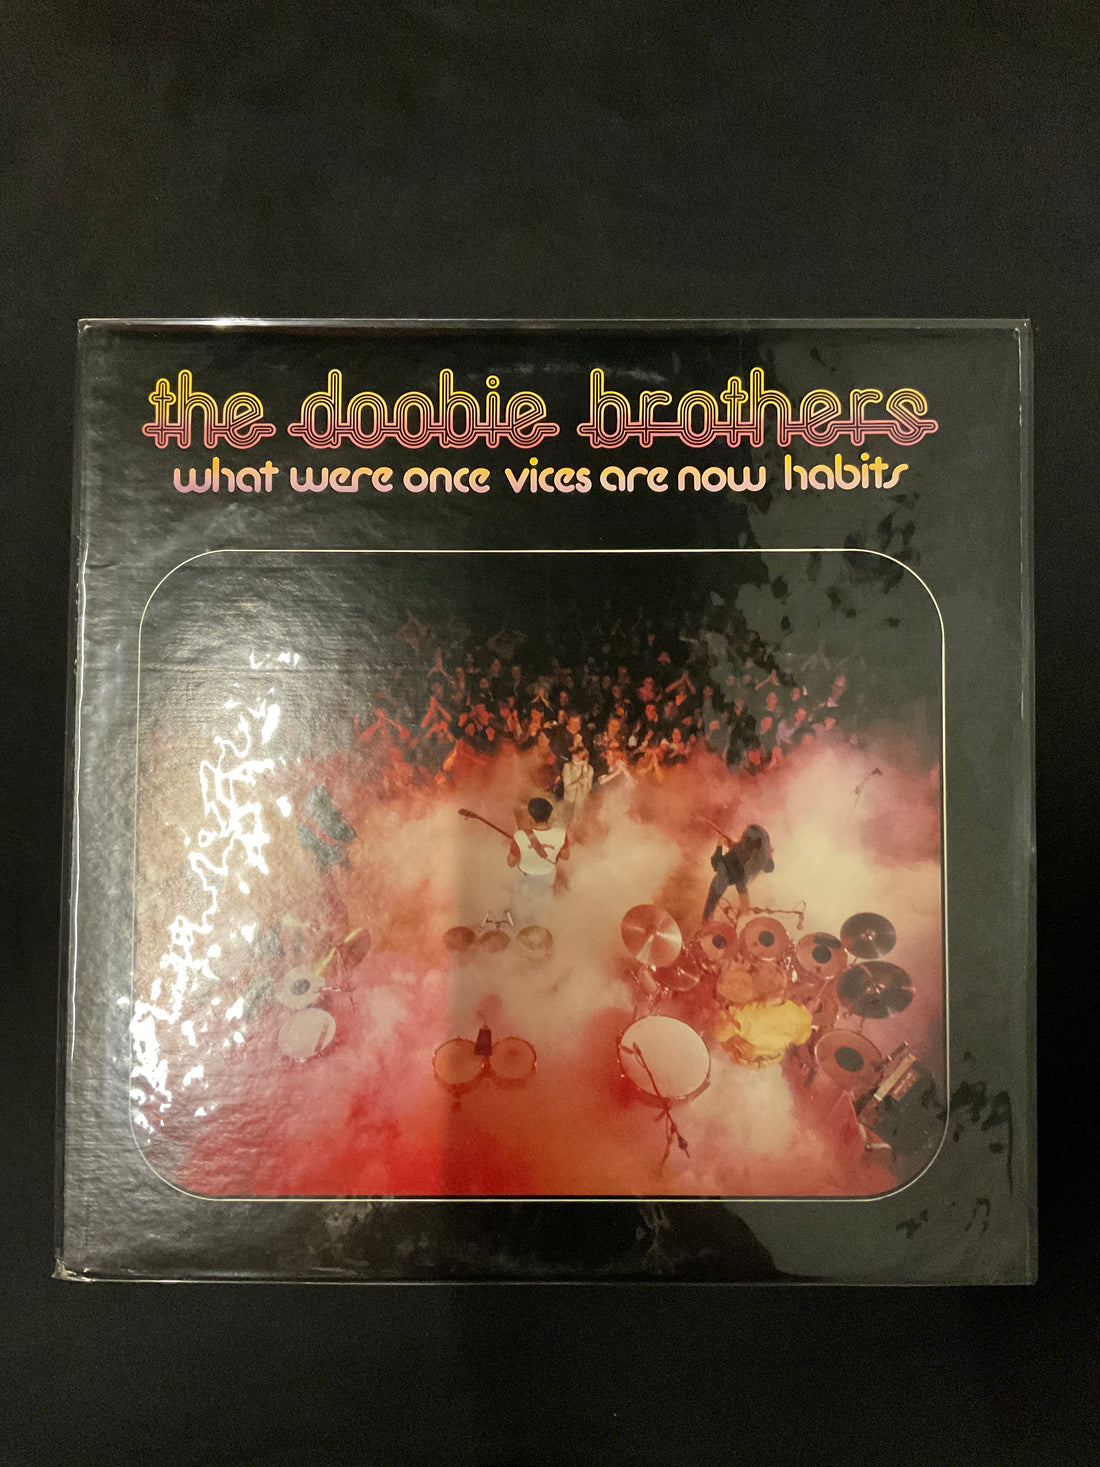 the doobie brothers
what were once vices are now habits